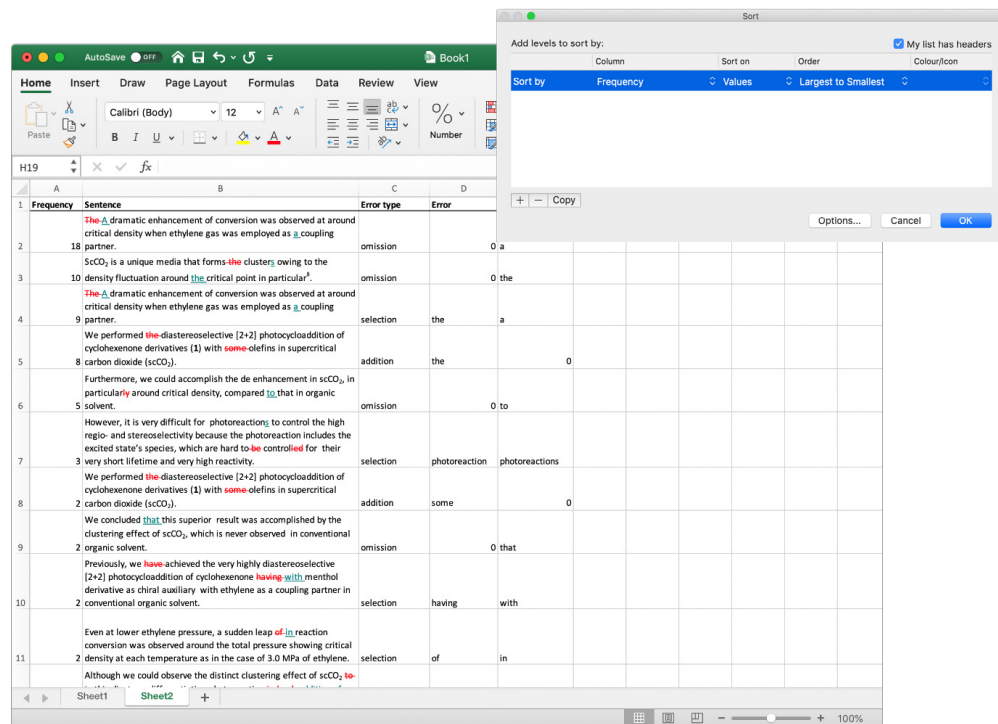 Sort
Add levels to sort by:
My list has headers
Column Sort on Order Colour/Icon
Sort by Frequency Values Largest to Smallest
+ − Copy
Options... Cancel OK
AutoSave OFF Book1
Home Insert Draw Page Layout Formulas Data Review View
Paste
Calibri (Body) 12 A^ A˅
B I U A
ab
% Number
H19 fx
A B C D
1 Frequency Sentence Error type Error
The A dramatic enhancement of conversion was observed at around
critical density when ethylene gas was employed as a coupling
2 18 partner. omission 0 a
ScCO₂ is a unique media that forms the clusters owing to the
3 10 density fluctuation around the critical point in particular⁸. omission 0 the
The A dramatic enhancement of conversion was observed at around
critical density when ethylene gas was employed as a coupling
4 9 partner. selection the a
We performed the diastereoselective [2+2] photocycloaddition of
cyclohexenone derivatives (1) with some olefins in supercritical
5 8 carbon dioxide (scCO₂). addition the 0
Furthermore, we could accomplish the de enhancement in scCO₂, in
particularly around critical density, compared to that in organic
6 5 solvent. omission 0 to
However, it is very difficult for photoreactions to control the high
regio- and stereoselectivity because the photoreaction includes the
excited state's species, which are hard to be controlled for their
7 3 very short lifetime and very high reactivity. selection photoreaction photoreactions
We performed the diastereoselective [2+2] photocycloaddition of
cyclohexenone derivatives (1) with some olefins in supercritical
8 2 carbon dioxide (scCO₂). addition some 0
We concluded that this superior result was accomplished by the
clustering effect of scCO₂, which is never observed in conventional
9 2 organic solvent. omission 0 that
Previously, we have achieved the very highly diastereoselective
[2+2] photocycloaddition of cyclohexenone having with menthol
derivative as chiral auxiliary with ethylene as a coupling partner in
10 2 conventional organic solvent. selection having with
Even at lower ethylene pressure, a sudden leap of in reaction
conversion was observed around the total pressure showing critical
11 2 density at each temperature as in the case of 3.0 MPa of ethylene. selection of in
Although we could observe the distinct clustering effect of scCO₂ to
Sheet1 Sheet2 +
− + 100%